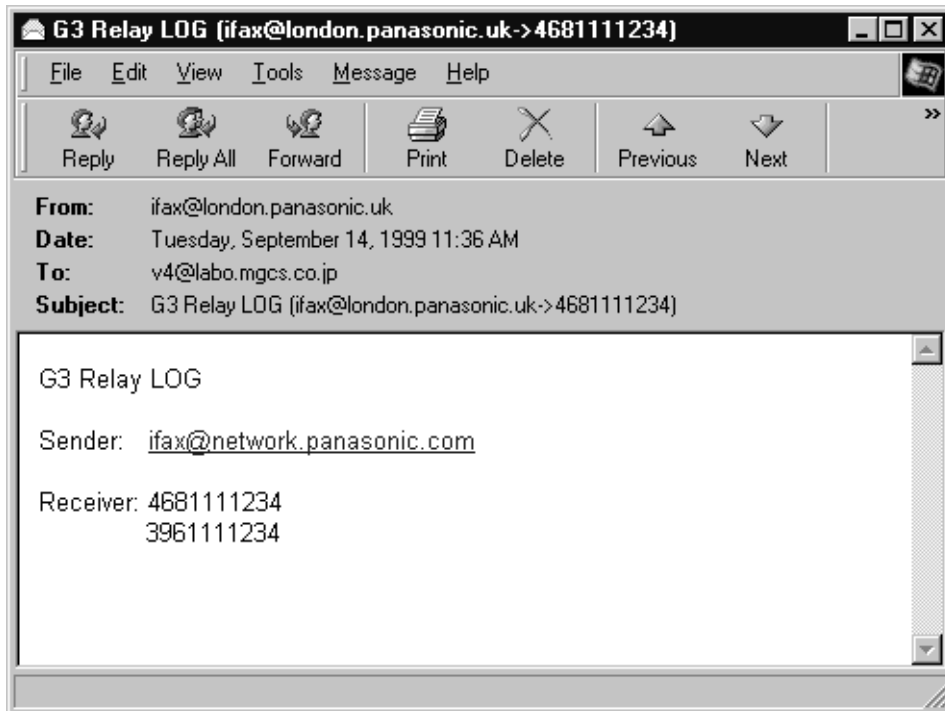 G3 Relay LOG (ifax@london.panasonic.uk->4681111234)
File Edit View Tools Message Help
Reply Reply All Forward Print Delete Previous Next »
From: ifax@london.panasonic.uk
Date: Tuesday, September 14, 1999 11:36 AM
To: v4@labo.mgcs.co.jp
Subject: G3 Relay LOG (ifax@london.panasonic.uk->4681111234)
G3 Relay LOG
Sender: ifax@network.panasonic.com
Receiver: 4681111234
3961111234